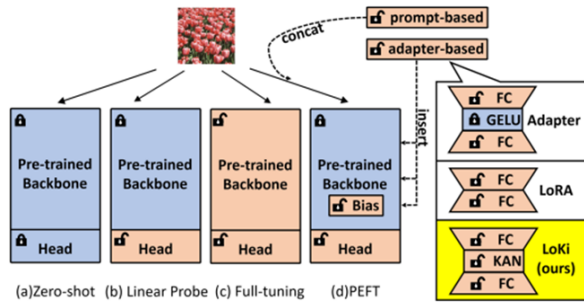 prompt-based
concat
adapter-based
insert
Pre-trained
Backbone
Head
(a)Zero-shot
Pre-trained
Backbone
Head
(b) Linear Probe
Pre-trained
Backbone
Head
(c) Full-tuning
Pre-trained
Backbone
Bias
Head
(d)PEFT
FC
GELU
FC
Adapter
FC
FC
LoRA
FC
KAN
FC
LoKi
(ours)